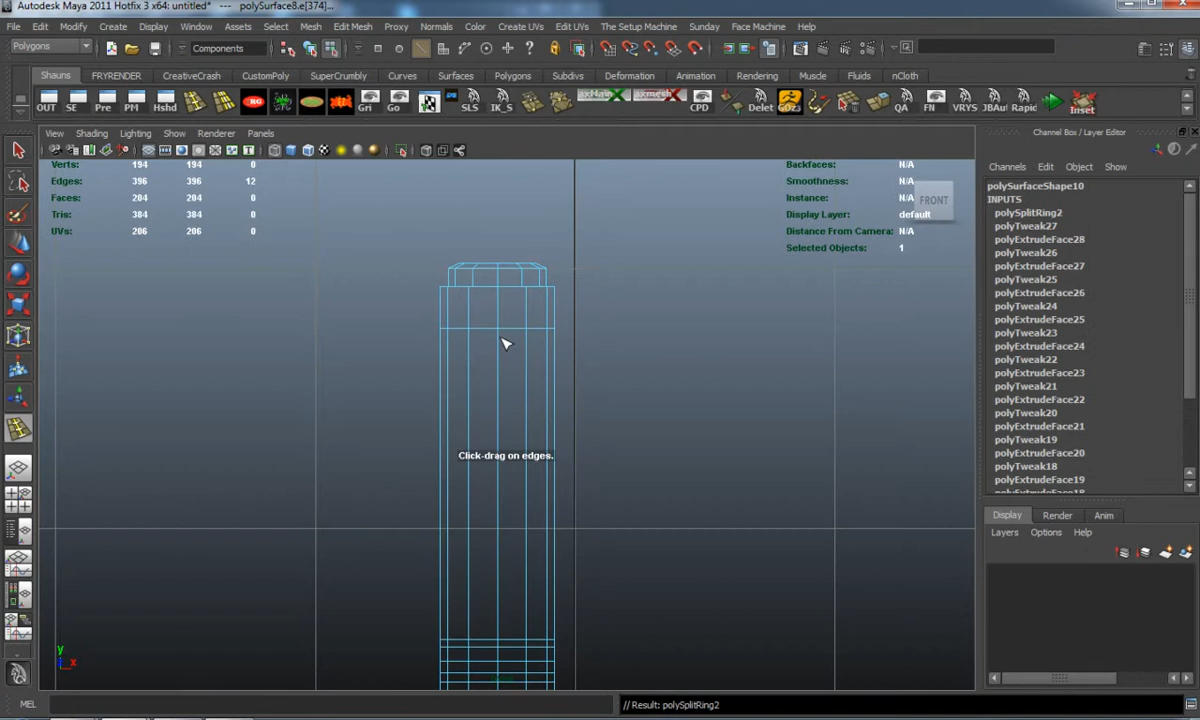 Autodesk Maya 2011 Hotfix 3 x64: untitled* --- polySurface8.e[374]...
File Edit Modify Create Display Window Assets Select Mesh Edit Mesh Proxy Normals Color Create UVs Edit UVs The Setup Machine Sunday Face Machine Help
Polygons Components
Shauns FRYRENDER CreativeCrash CustomPoly SuperCrumbly Curves Surfaces Polygons Subdivs Deformation Animation Rendering Muscle Fluids nCloth
OUT SE Pre PM Hshd Gri Go SLS IK_S CPD Delet GOz3 QA FN VRYS JBAu Rapid Inset
View Shading Lighting Show Renderer Panels
Channel Box / Layer Editor
Channels Edit Object Show
Verts: 194 194 0
Edges: 396 396 12
Faces: 204 204 0
Tris: 384 384 0
UVs: 206 206 0
Backfaces: N/A
Smoothness: N/A
Instance: N/A
Display Layer: default
Distance From Camera: N/A
Selected Objects: 1
FRONT
Click-drag on edges.
y
x
polySurfaceShape10
INPUTS
polySplitRing2
polyTweak27
polyExtrudeFace28
polyTweak26
polyExtrudeFace27
polyTweak25
polyExtrudeFace26
polyTweak24
polyExtrudeFace25
polyTweak23
polyExtrudeFace24
polyTweak22
polyExtrudeFace23
polyTweak21
polyExtrudeFace22
polyTweak20
polyExtrudeFace21
polyTweak19
polyExtrudeFace20
polyTweak18
polyExtrudeFace19
Display Render Anim
Layers Options Help
MEL // Result: polySplitRing2